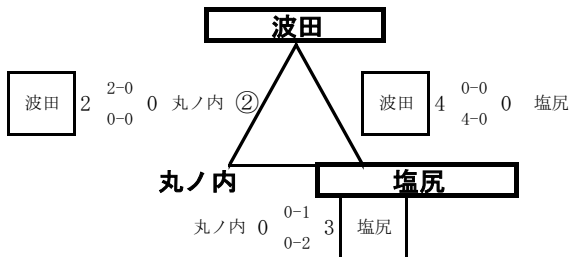 波田
波田 2 2-0 0-0 0 丸ノ内 ②
波田 4 0-0 4-0 0 塩尻
丸ノ内
塩尻
丸ノ内 0 0-1 0-2 3 塩尻